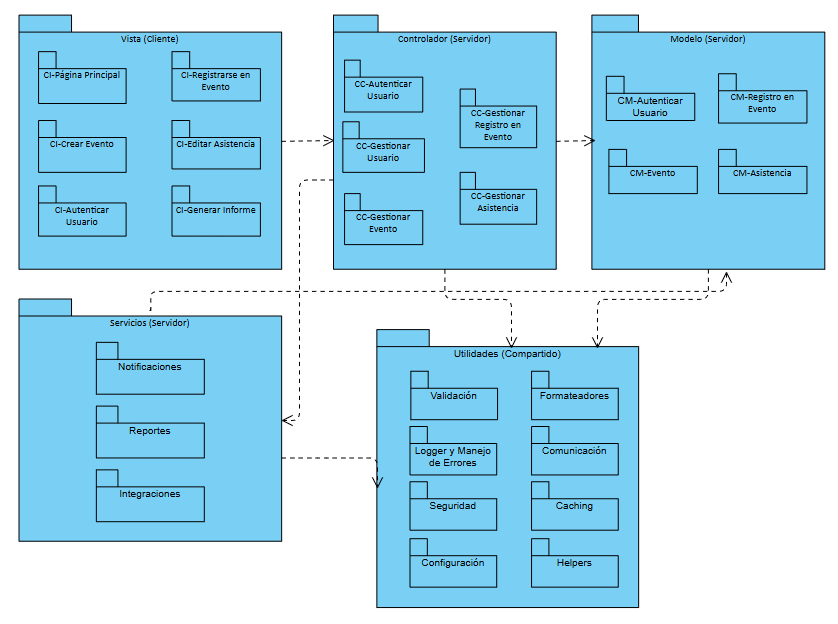 Vista (Cliente)
CI-Página Principal
CI-Registrarse en
Evento
CI-Crear Evento
CI-Editar Asistencia
CI-Autenticar
Usuario
CI-Generar Informe
Controlador (Servidor)
CC-Autenticar
Usuario
CC-Gestionar
Registro en
Evento
CC-Gestionar
Usuario
CC-Gestionar
Asistencia
CC-Gestionar
Evento
Modelo (Servidor)
CM-Autenticar
Usuario
CM-Registro en
Evento
CM-Evento
CM-Asistencia
Servicios (Servidor)
Notificaciones
Reportes
Integraciones
Utilidades (Compartido)
Validación
Formateadores
Logger y Manejo
de Errores
Comunicación
Seguridad
Caching
Configuración
Helpers